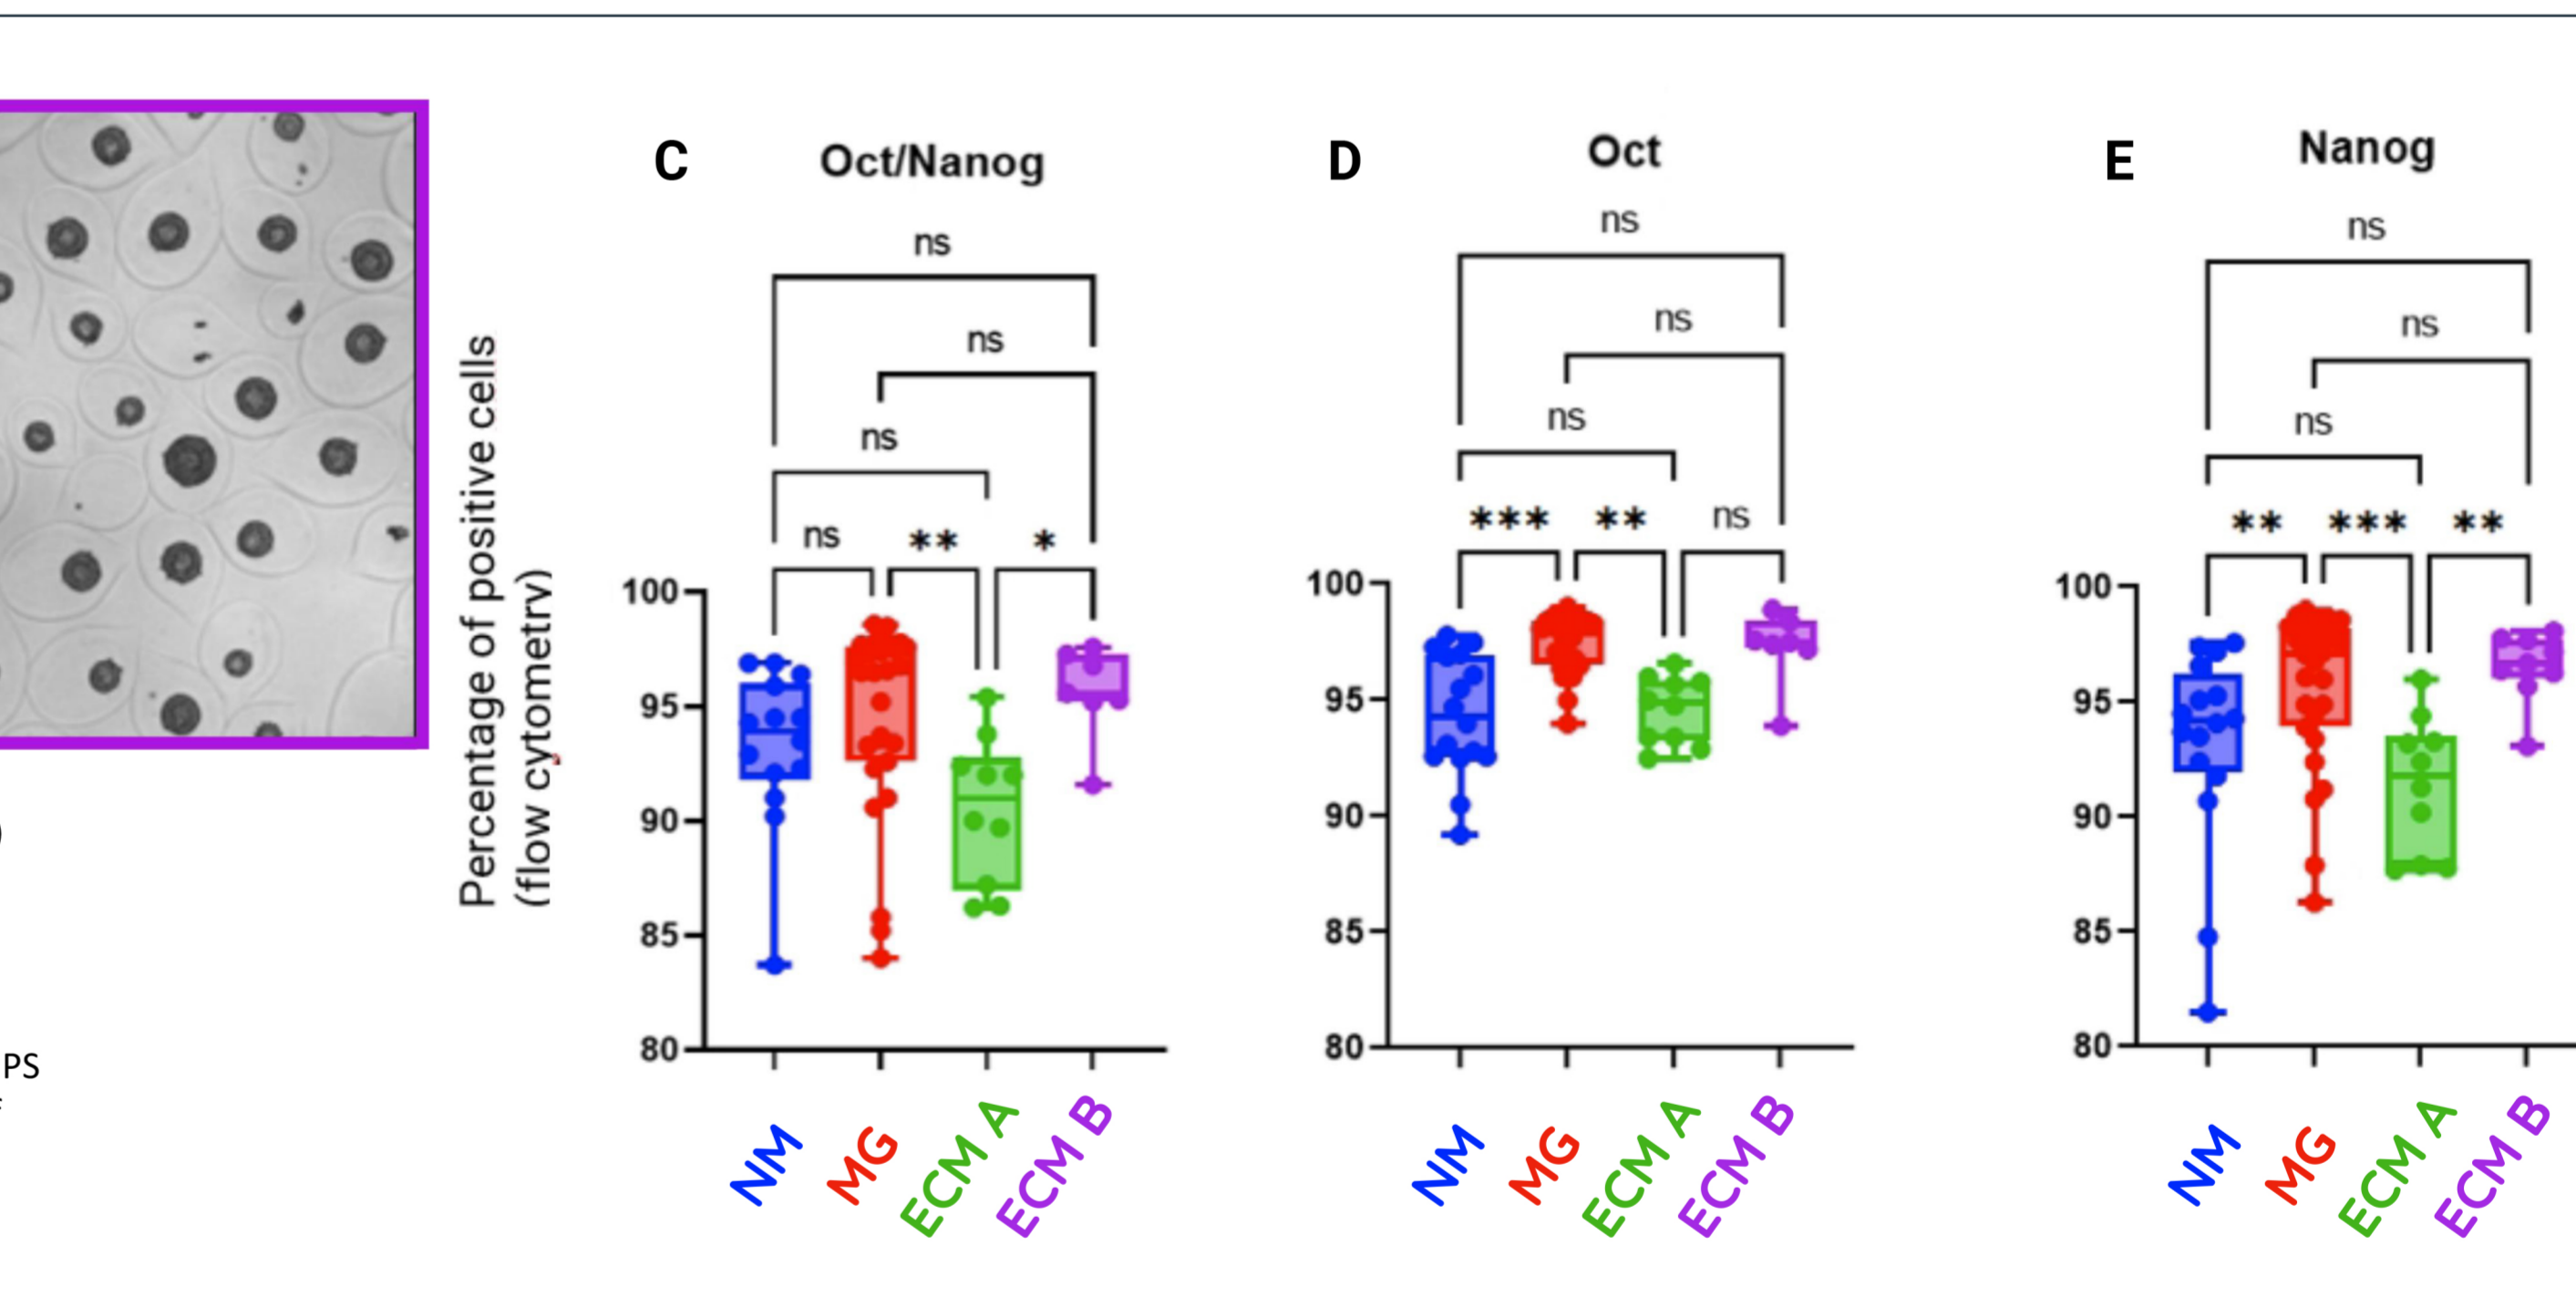 C
Oct/Nanog
ns
ns
ns
ns
**
*
100
95
90
85
80
Percentage of positive cells
(flow cytometry)
NM
MG
ECM A
ECM B
D
Oct
ns
ns
ns
***
**
ns
100
95
90
85
80
NM
MG
ECM A
ECM B
E
Nanog
ns
ns
ns
**
***
**
100
95
90
85
80
NM
MG
ECM A
ECM B
PS